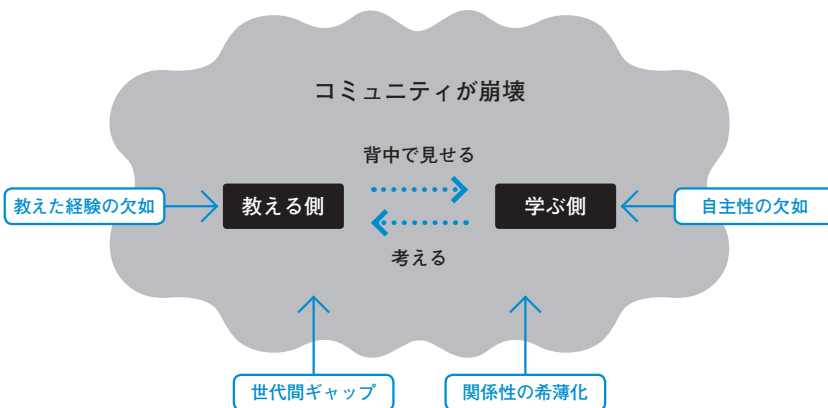 コミュニティが崩壊
背中で見せる
教えた経験の欠如
教える側
学ぶ側
自主性の欠如
考える
世代間ギャップ
関係性の希薄化